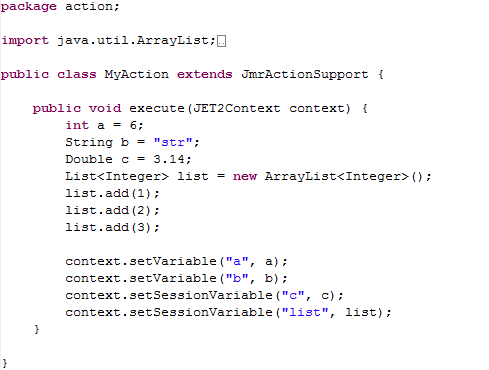 package action;
import java.util.ArrayList;
public class MyAction extends JmrActionSupport {
public void execute(JET2Context context) {
int a = 6;
String b = "str";
Double c = 3.14;
List<Integer> list = new ArrayList<Integer>();
list.add(1);
list.add(2);
list.add(3);
context.setVariable("a", a);
context.setVariable("b", b);
context.setSessionVariable("c", c);
context.setSessionVariable("list", list);
}
}